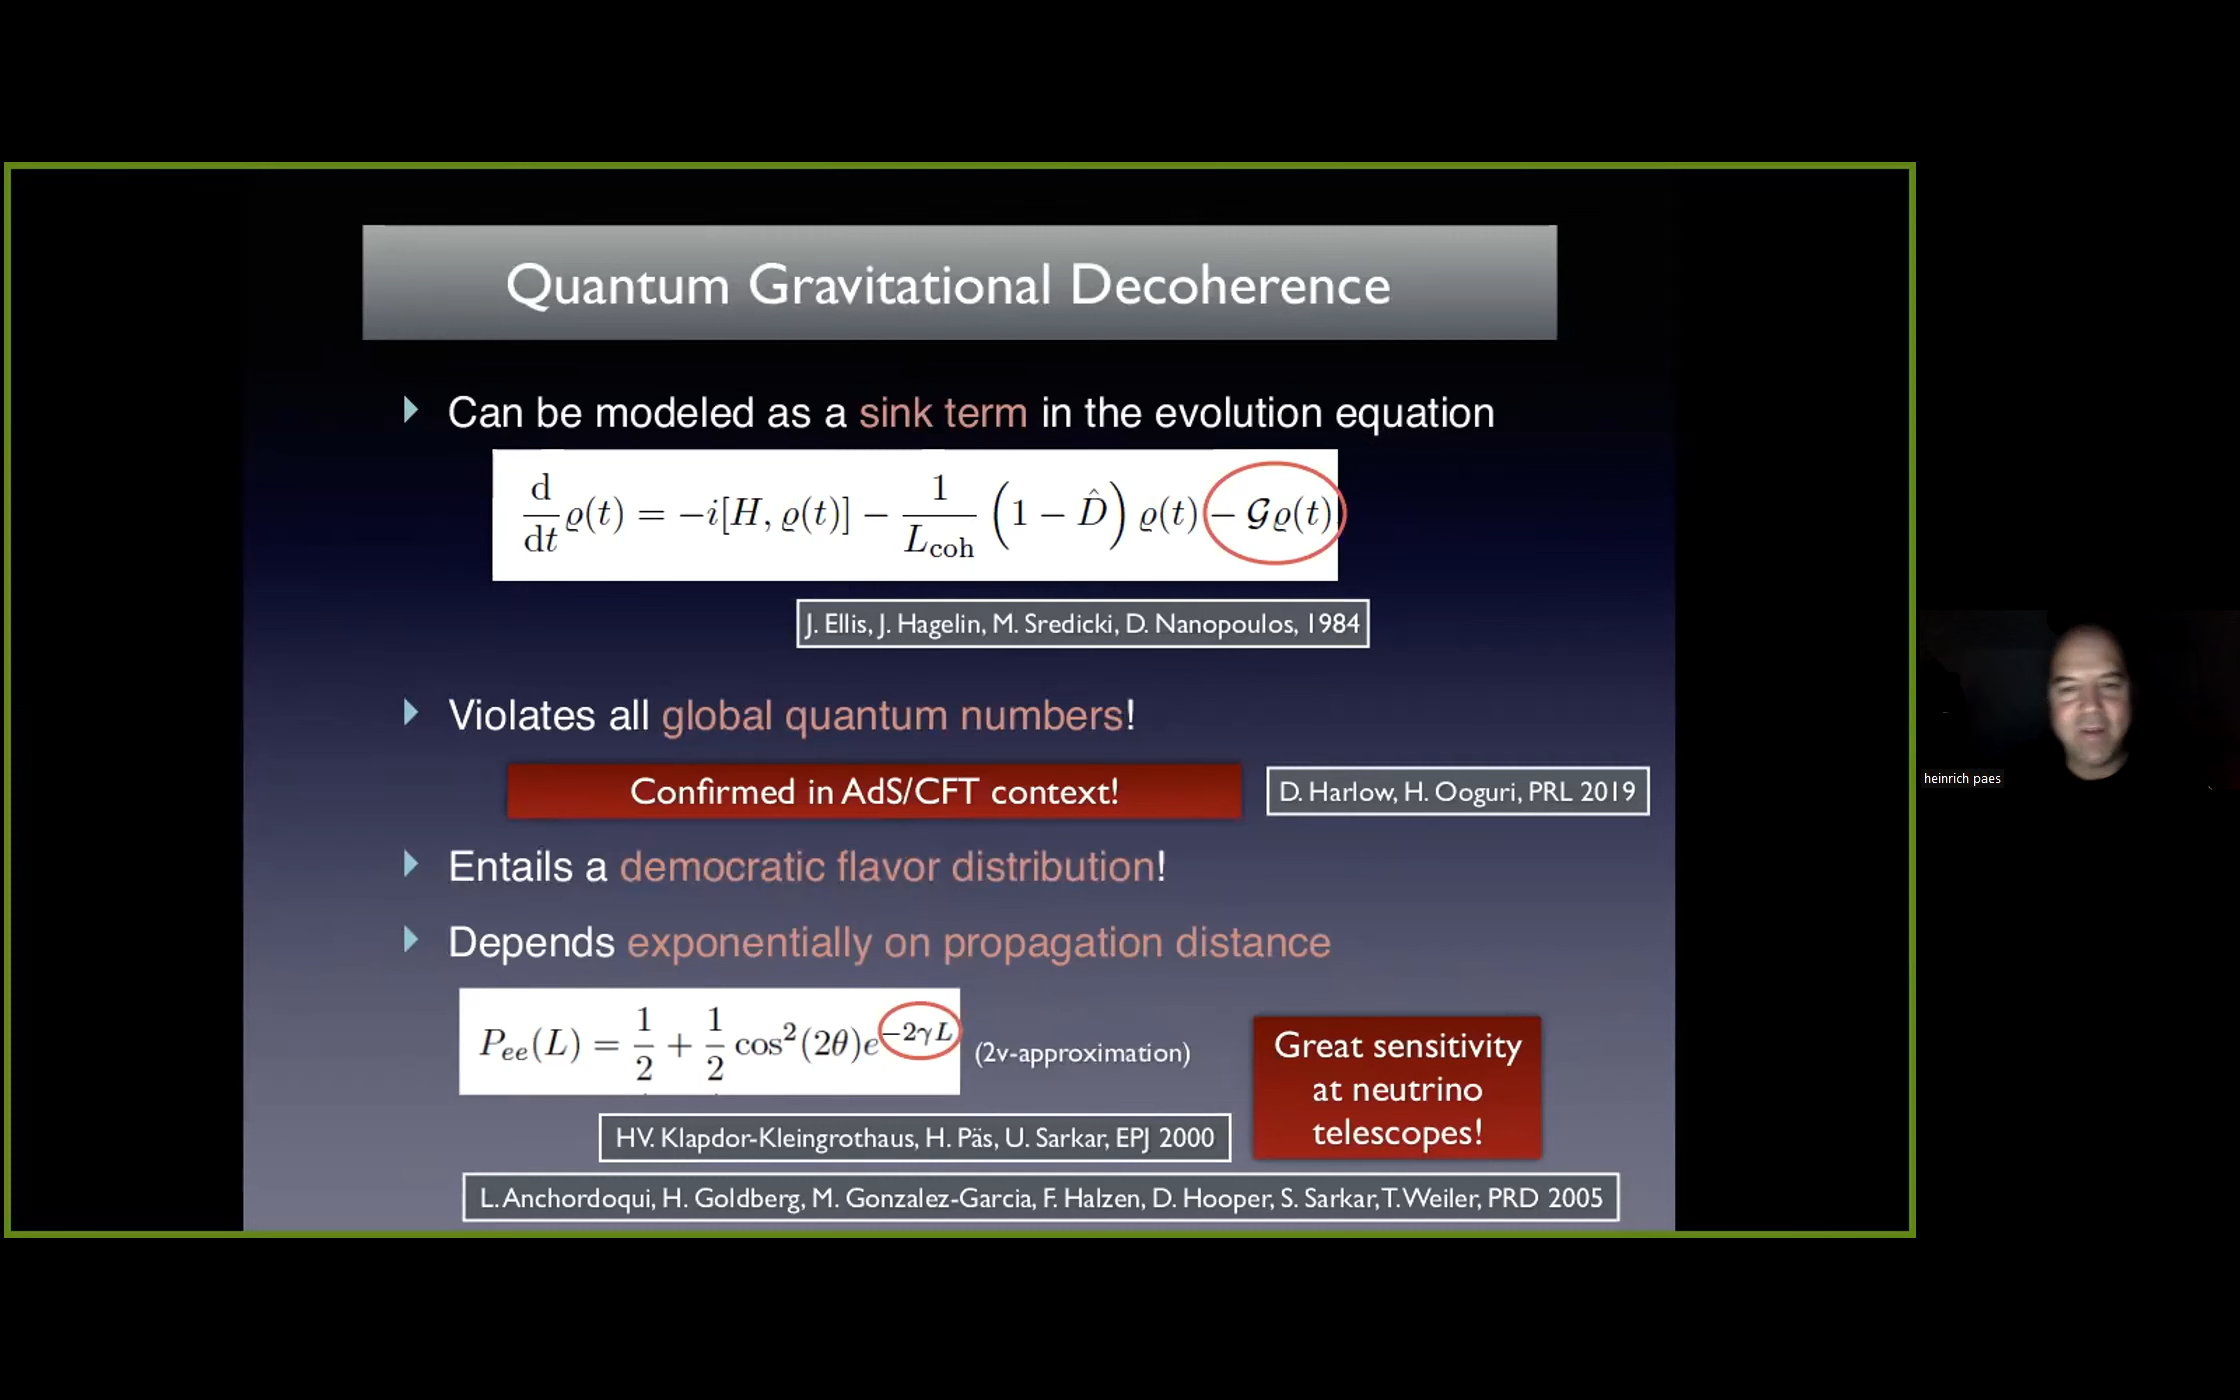 Quantum Gravitational Decoherence
Can be modeled as a sink term in the evolution equation
d/dt ϱ(t) = −i[H, ϱ(t)] − 1/L_coh (1 − D̂) ϱ(t) − 𝒢ϱ(t)
J. Ellis, J. Hagelin, M. Sredicki, D. Nanopoulos, 1984
Violates all global quantum numbers!
Confirmed in AdS/CFT context!
D. Harlow, H. Ooguri, PRL 2019
Entails a democratic flavor distribution!
Depends exponentially on propagation distance
P_ee(L) = 1/2 + 1/2 cos²(2θ)e^−2γL
(2ν-approximation)
Great sensitivity
at neutrino
telescopes!
HV. Klapdor-Kleingrothaus, H. Päs, U. Sarkar, EPJ 2000
L. Anchordoqui, H. Goldberg, M. Gonzalez-Garcia, F. Halzen, D. Hooper, S. Sarkar, T. Weiler, PRD 2005
heinrich paes